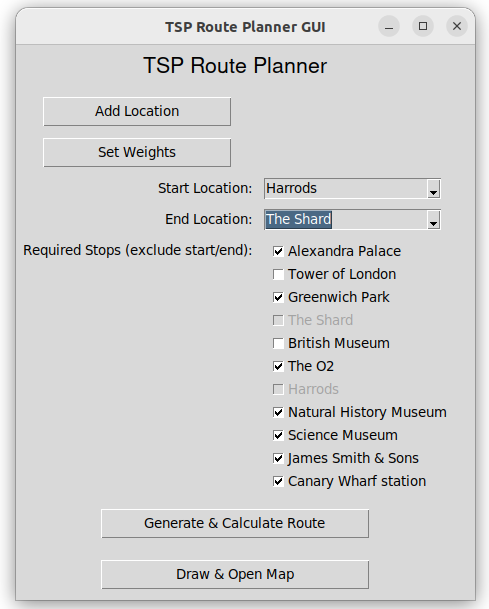 TSP Route Planner GUI
TSP Route Planner
Add Location
Set Weights
Start Location: Harrods
End Location: The Shard
Required Stops (exclude start/end): Alexandra Palace
Tower of London
Greenwich Park
The Shard
British Museum
The O2
Harrods
Natural History Museum
Science Museum
James Smith & Sons
Canary Wharf station
Generate & Calculate Route
Draw & Open Map